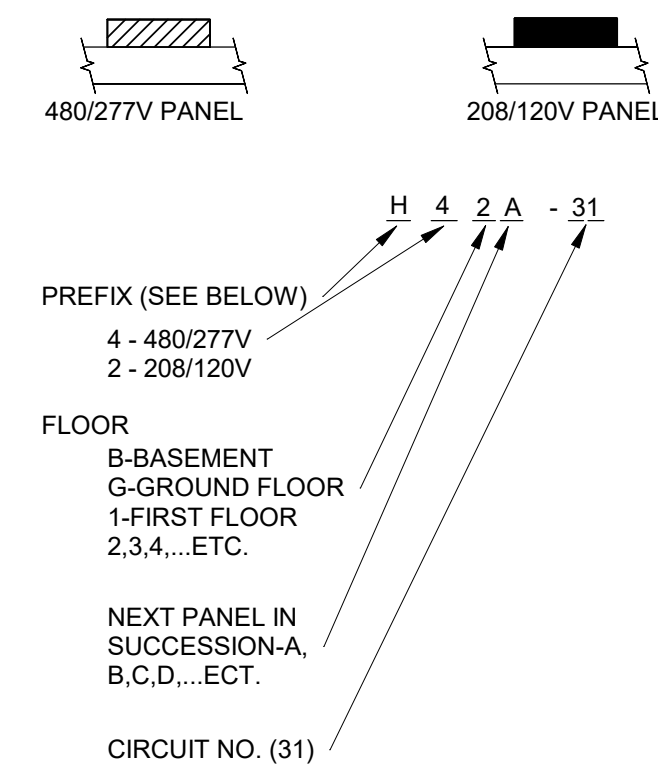 480/277V PANEL
208/120V PANEL
H 4 2 A - 31
PREFIX (SEE BELOW)
4 - 480/277V
2 - 208/120V
FLOOR
B-BASEMENT
G-GROUND FLOOR
1-FIRST FLOOR
2,3,4,...ETC.
NEXT PANEL IN
SUCCESSION-A,
B,C,D,...ECT.
CIRCUIT NO. (31)